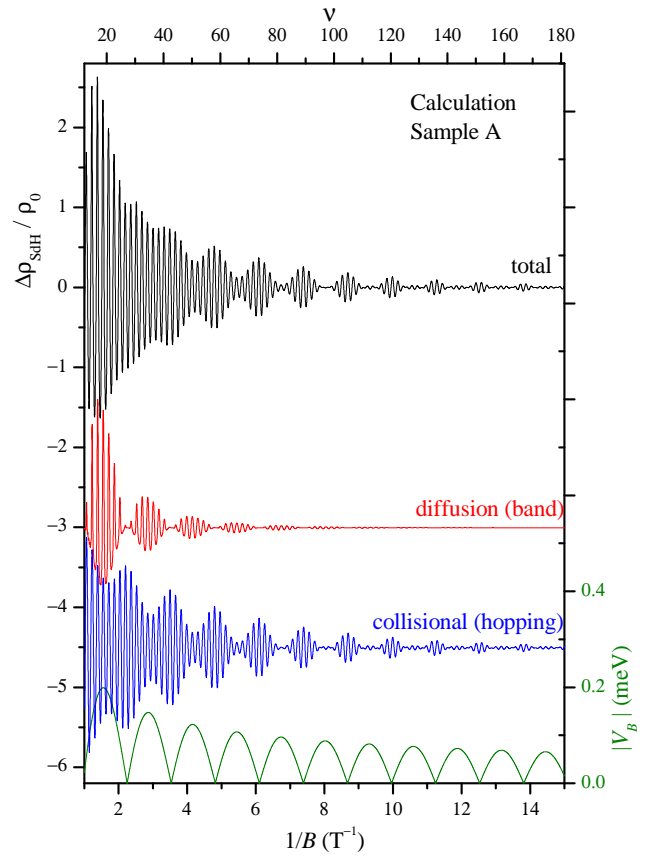 ν
20 40 60 80 100 120 140 160 180
Calculation
Sample A
Δρ_SdH / ρ_0
2
1
0
−1
−2
−3
−4
−5
−6
total
diffusion (band)
collisional (hopping)
0.4
0.2
0.0
|V_B| (meV)
2 4 6 8 10 12 14
1/B (T⁻¹)